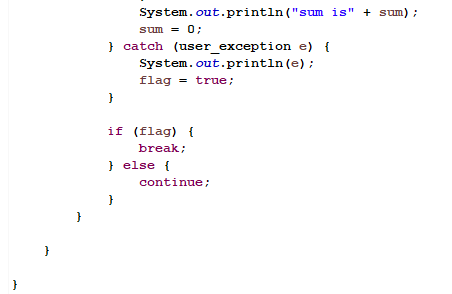 System.out.println("sum is" + sum);
sum = 0;
} catch (user_exception e) {
System.out.println(e);
flag = true;
}
if (flag) {
break;
} else {
continue;
}
}
}
}